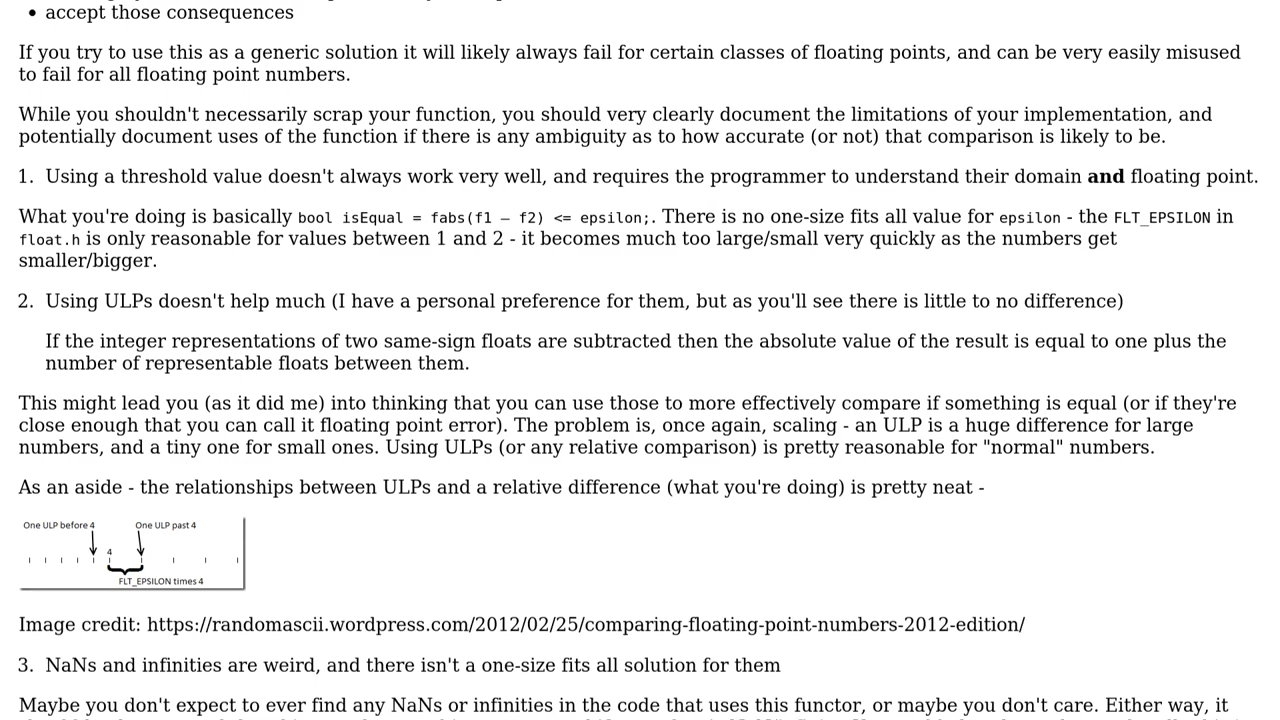 • accept those consequences
If you try to use this as a generic solution it will likely always fail for certain classes of floating points, and can be very easily misused
to fail for all floating point numbers.
While you shouldn't necessarily scrap your function, you should very clearly document the limitations of your implementation, and
potentially document uses of the function if there is any ambiguity as to how accurate (or not) that comparison is likely to be.
1. Using a threshold value doesn't always work very well, and requires the programmer to understand their domain and floating point.
What you're doing is basically bool isEqual = fabs(f1 – f2) <= epsilon;. There is no one-size fits all value for epsilon - the FLT_EPSILON in
float.h is only reasonable for values between 1 and 2 - it becomes much too large/small very quickly as the numbers get
smaller/bigger.
2. Using ULPs doesn't help much (I have a personal preference for them, but as you'll see there is little to no difference)
If the integer representations of two same-sign floats are subtracted then the absolute value of the result is equal to one plus the
number of representable floats between them.
This might lead you (as it did me) into thinking that you can use those to more effectively compare if something is equal (or if they're
close enough that you can call it floating point error). The problem is, once again, scaling - an ULP is a huge difference for large
numbers, and a tiny one for small ones. Using ULPs (or any relative comparison) is pretty reasonable for "normal" numbers.
As an aside - the relationships between ULPs and a relative difference (what you're doing) is pretty neat -
One ULP before 4 One ULP past 4
4
FLT_EPSILON times 4
Image credit: https://randomascii.wordpress.com/2012/02/25/comparing-floating-point-numbers-2012-edition/
3. NaNs and infinities are weird, and there isn't a one-size fits all solution for them
Maybe you don't expect to ever find any NaNs or infinities in the code that uses this functor, or maybe you don't care. Either way, it